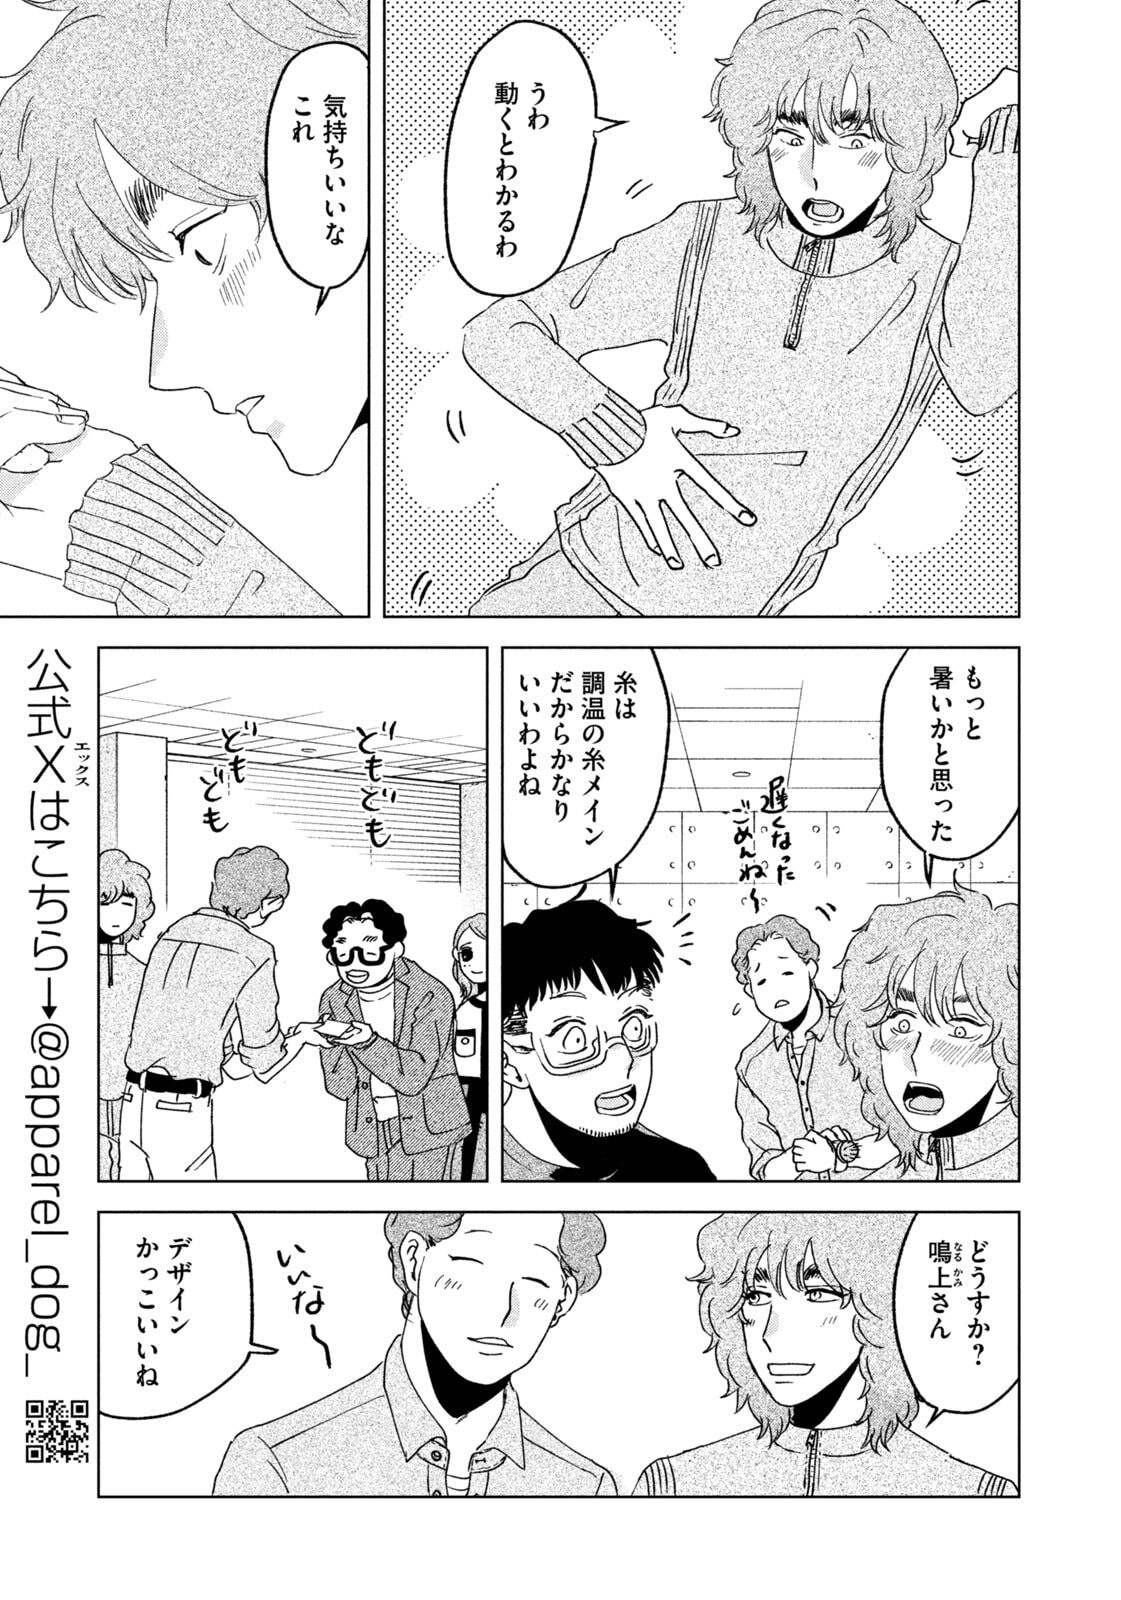 うわ
動くとわかるわ
気持ちいいな
これ
もっと
暑いかと思った
遅くなった
ごめんね〜
糸は
調温の糸メイン
だからかなり
いいわよね
どもども
どもども
どうすか？
鳴上さん
なるかみ
いいな〜
デザイン
かっこいいね
公式Xはこちら→@apparel_dog_
エックス